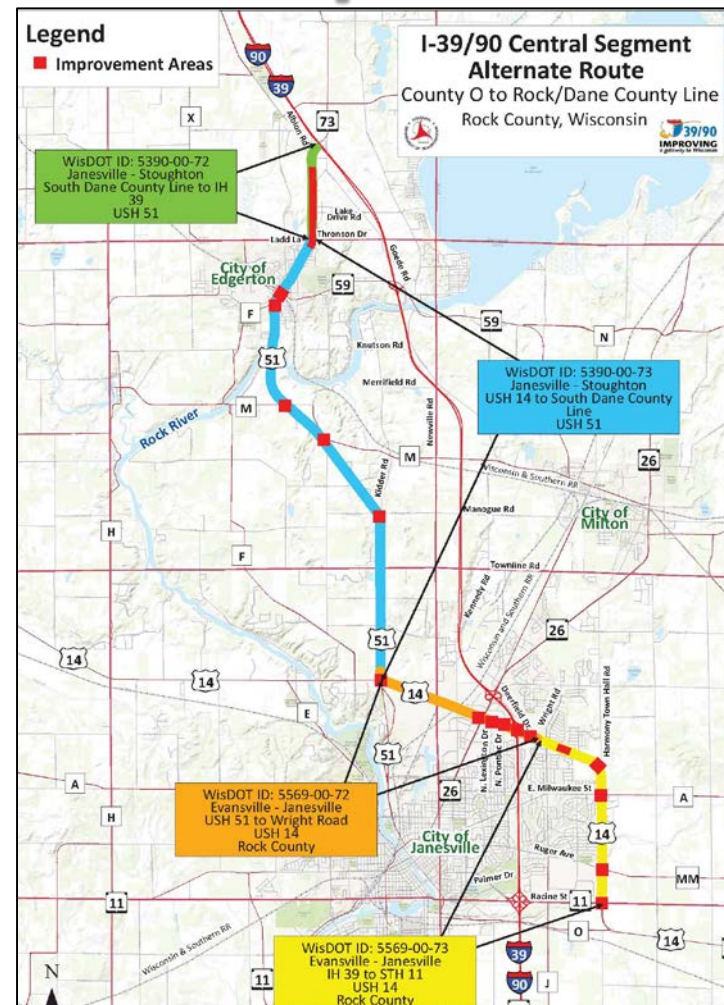 Legend
Improvement Areas
I-39/90 Central Segment
Alternate Route
County O to Rock/Dane County Line
Rock County, Wisconsin
39/90
IMPROVING
a gateway to Wisconsin
90
39
Albion Rd
73
X
WisDOT ID: 5390-00-72
Janesville - Stoughton
South Dane County Line to IH
39
USH 51
Lake
Drive Rd
Ladd La
Thronson Dr
Goede Rd
City of
Edgerton
59
F
59
N
51
Knutson Rd
Merrifield Rd
WisDOT ID: 5390-00-73
Janesville - Stoughton
USH 14 to South Dane County
Line
USH 51
Rock River
M
Newville Rd
Kidder Rd
M
26
Wisconsin & Southern RR
City of
Milton
Manogue Rd
H
F
Townline Rd
Kennedy Rd
Wisconsin and Southern RR
26
51
14
14
14
E
Deerfield Dr
Wright Rd
Harmony Town Hall Rd
51
N. Lexington Dr
N. Pontiac Dr
26
A
H
E. Milwaukee St
A
WisDOT ID: 5569-00-72
Evansville - Janesville
USH 51 to Wright Road
USH 14
Rock County
City of
Janesville
14
Ruger Ave
Palmer Dr
MM
11
Racine St
11
O
14
Wisconsin & Southern RR
WisDOT ID: 5569-00-73
Evansville - Janesville
IH 39 to STH 11
USH 14
Rock County
39
90
J
11
N